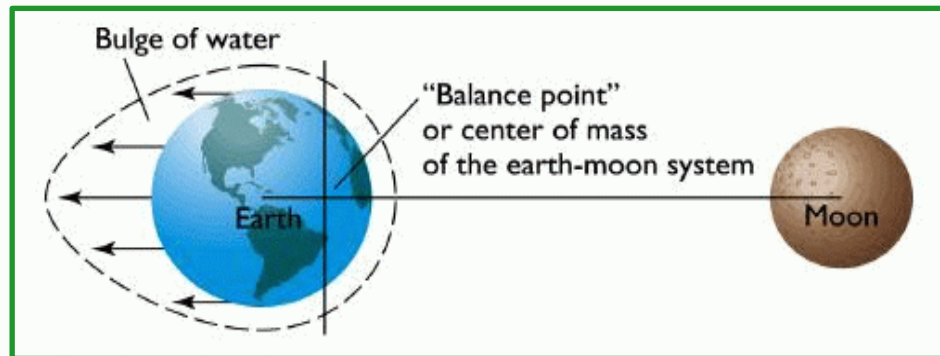 Bulge of water
“Balance point”
or center of mass
of the earth-moon system
Earth
Moon